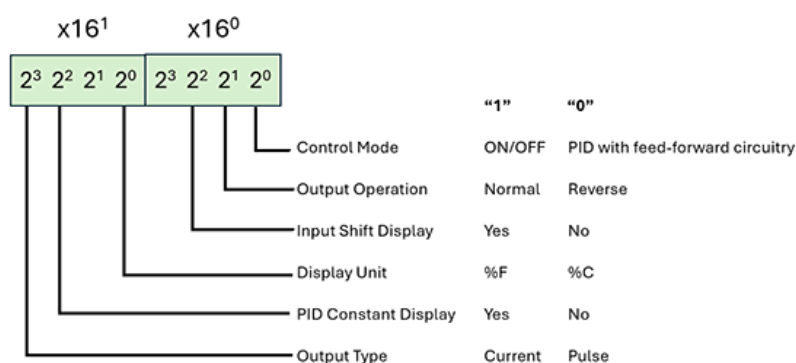 x16¹ x16⁰
2³ 2² 2¹ 2⁰ 2³ 2² 2¹ 2⁰
“1” “0”
Control Mode ON/OFF PID with feed-forward circuitry
Output Operation Normal Reverse
Input Shift Display Yes No
Display Unit %F %C
PID Constant Display Yes No
Output Type Current Pulse